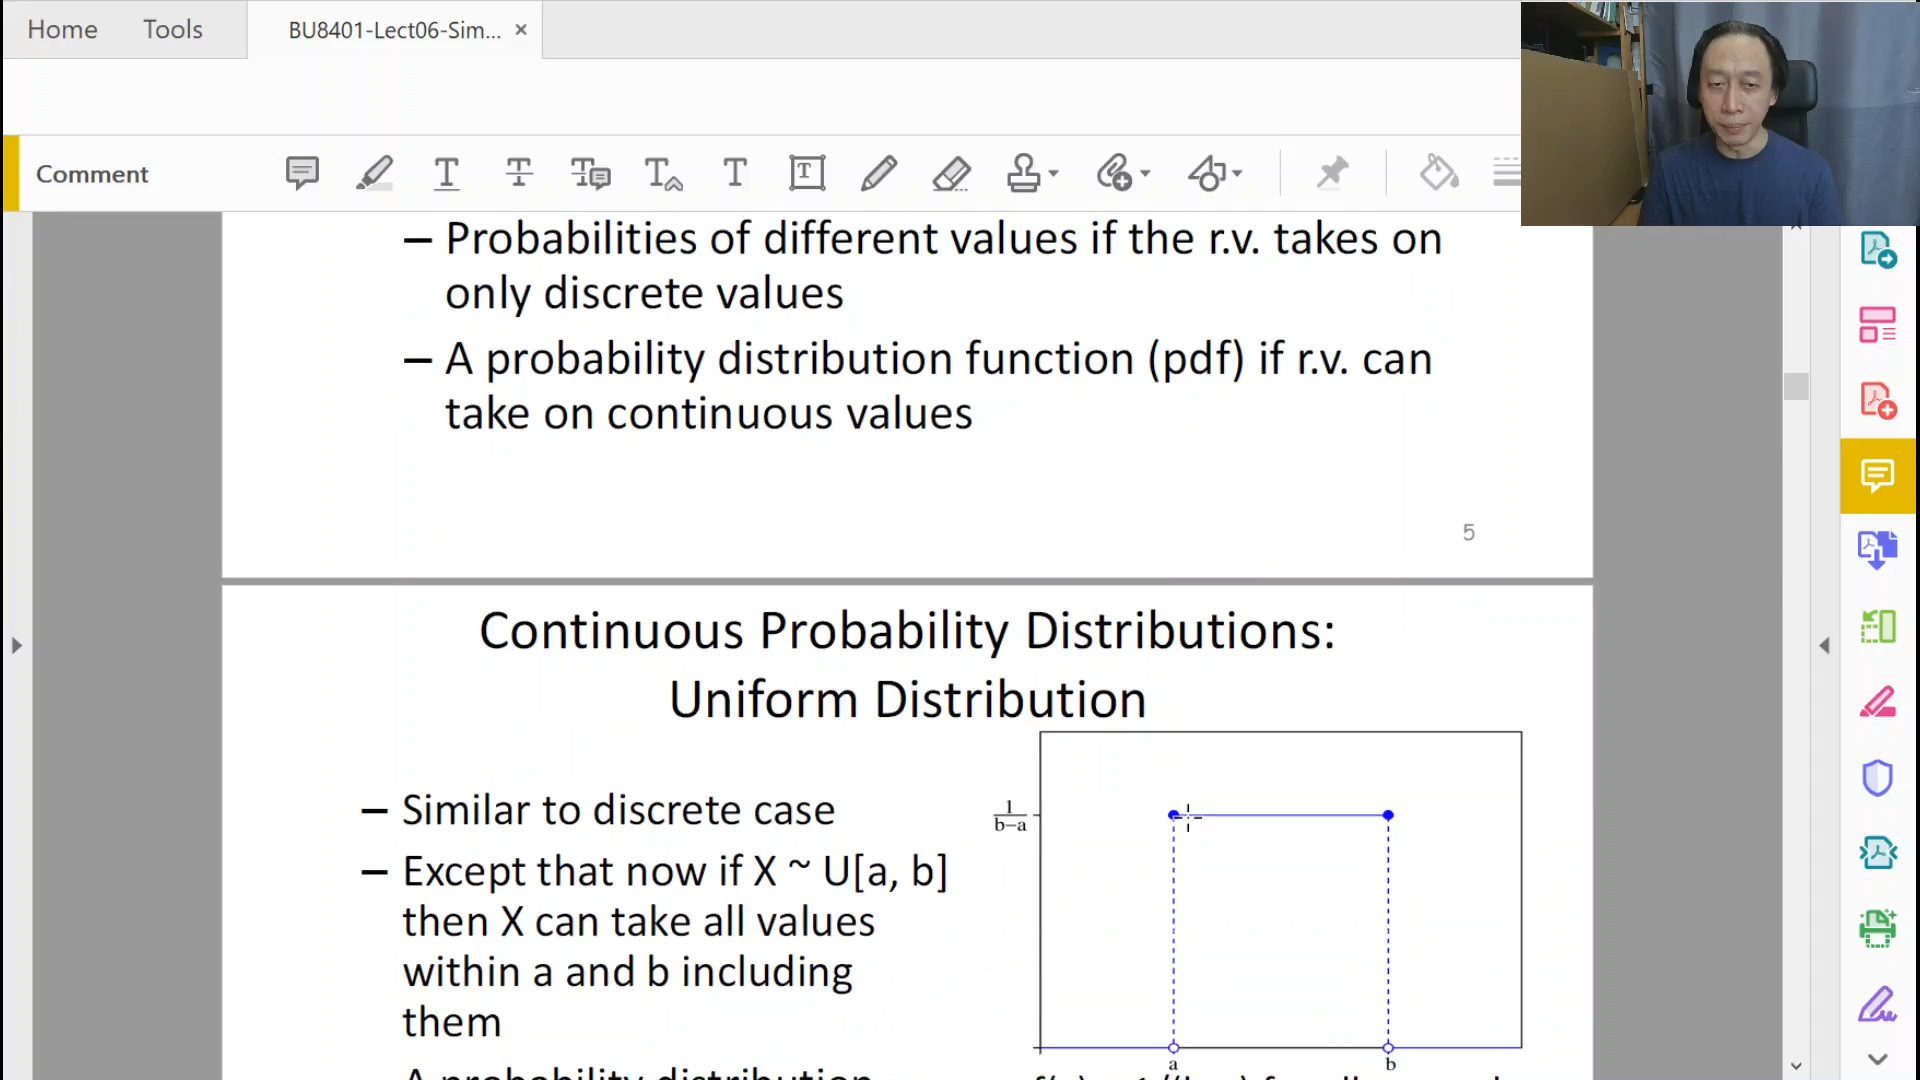 Home Tools BU8401-Lect06-Sim... ×
Comment
– Probabilities of different values if the r.v. takes on
only discrete values
– A probability distribution function (pdf) if r.v. can
take on continuous values
5
Continuous Probability Distributions:
Uniform Distribution
– Similar to discrete case
– Except that now if X ~ U[a, b]
then X can take all values
within a and b including
them
A probability distribution
1
b−a
a b